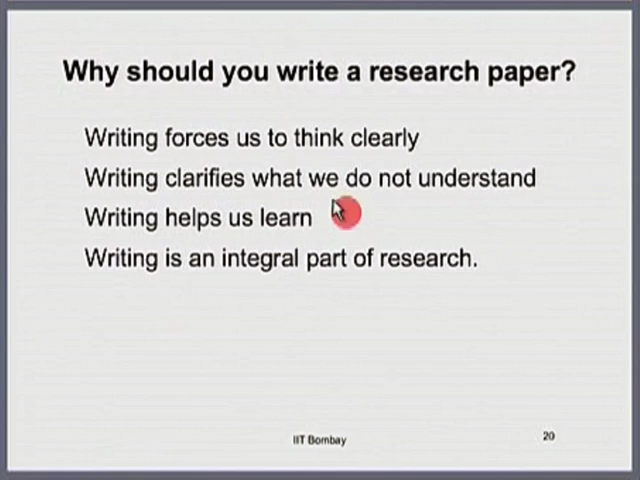 Why should you write a research paper?
Writing forces us to think clearly
Writing clarifies what we do not understand
Writing helps us learn
Writing is an integral part of research.
IIT Bombay
20